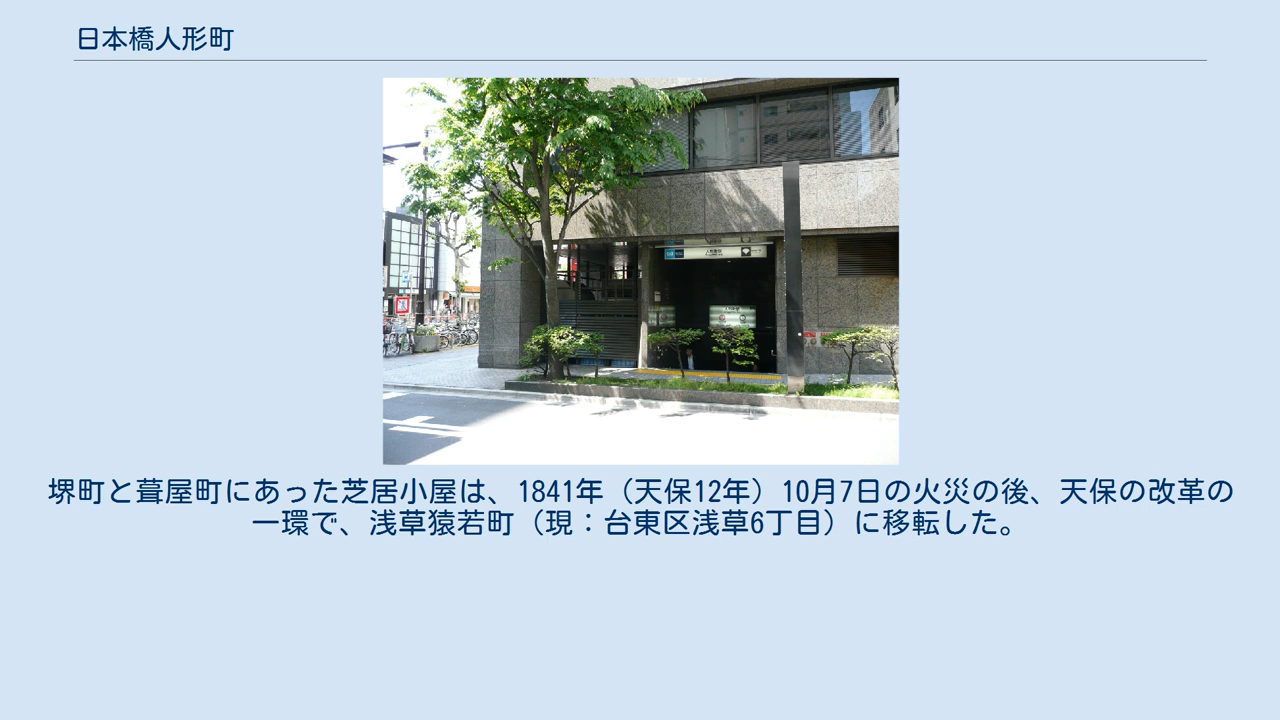 日本橋人形町
堺町と葺屋町にあった芝居小屋は、1841年（天保12年）10月7日の火災の後、天保の改革の
一環で、浅草猿若町（現：台東区浅草6丁目）に移転した。